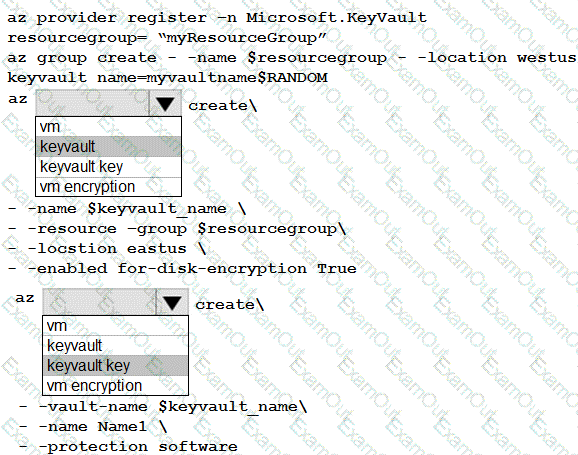 az provider register –n Microsoft.KeyVault
resourcegroup= “myResourceGroup”
az group create - -name $resourcegroup - -location westus
keyvault name=myvaultname$RANDOM
az create\
vm
keyvault
keyvault key
vm encryption
- -name $keyvault_name \
- -resource –group $resourcegroup\
- -locstion eastus \
- -enabled for-disk-encryption True
az create\
vm
keyvault
keyvault key
vm encryption
- -vault-name $keyvault_name\
- -name Name1 \
- -protection software